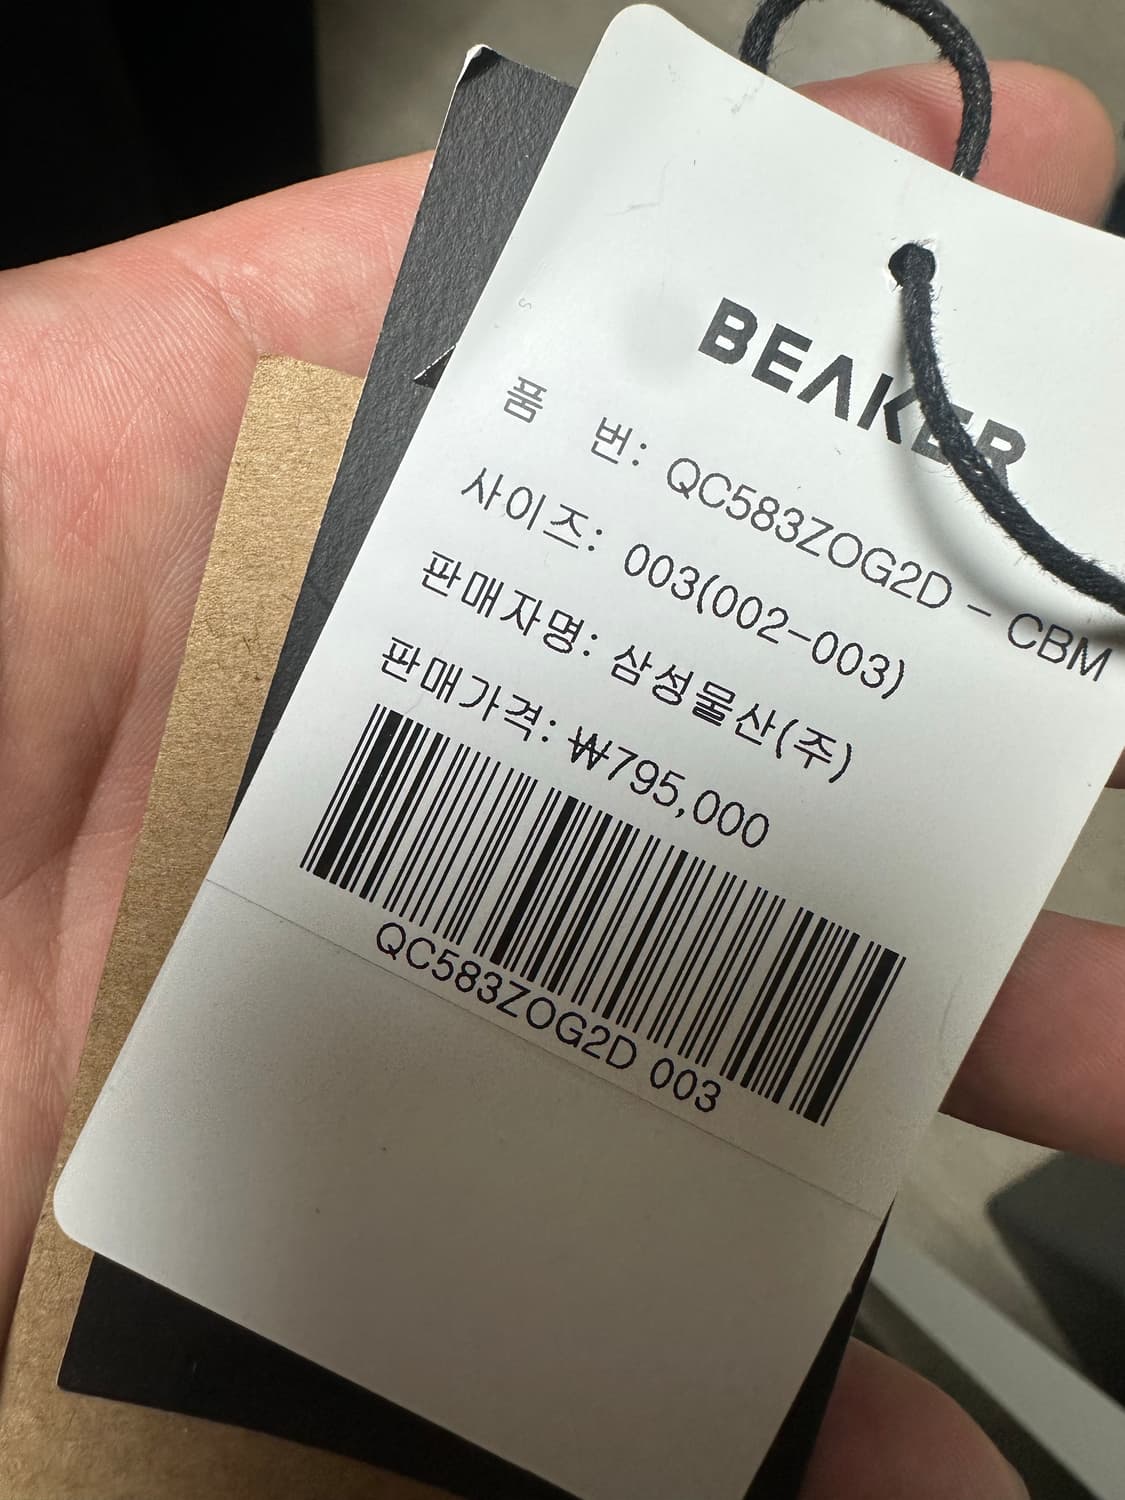 BEAKER
품 번: QC583ZOG2D - CBM
사이즈: 003(002-003)
판매자명: 삼성물산(주)
판매가격: ₩795,000
QC583ZOG2D 003